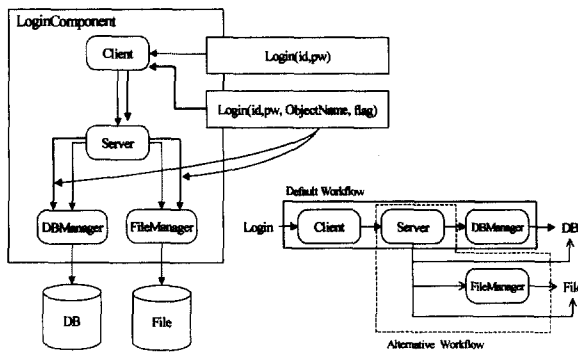 LoginComponent
Client
Login(id,pw)
Login(id,pw, ObjectName, flag)
Server
DBManager
FileManager
DB
File
Default Workflow
Login
Client
Server
DBManager
DB
FileManager
File
Alternative Workflow